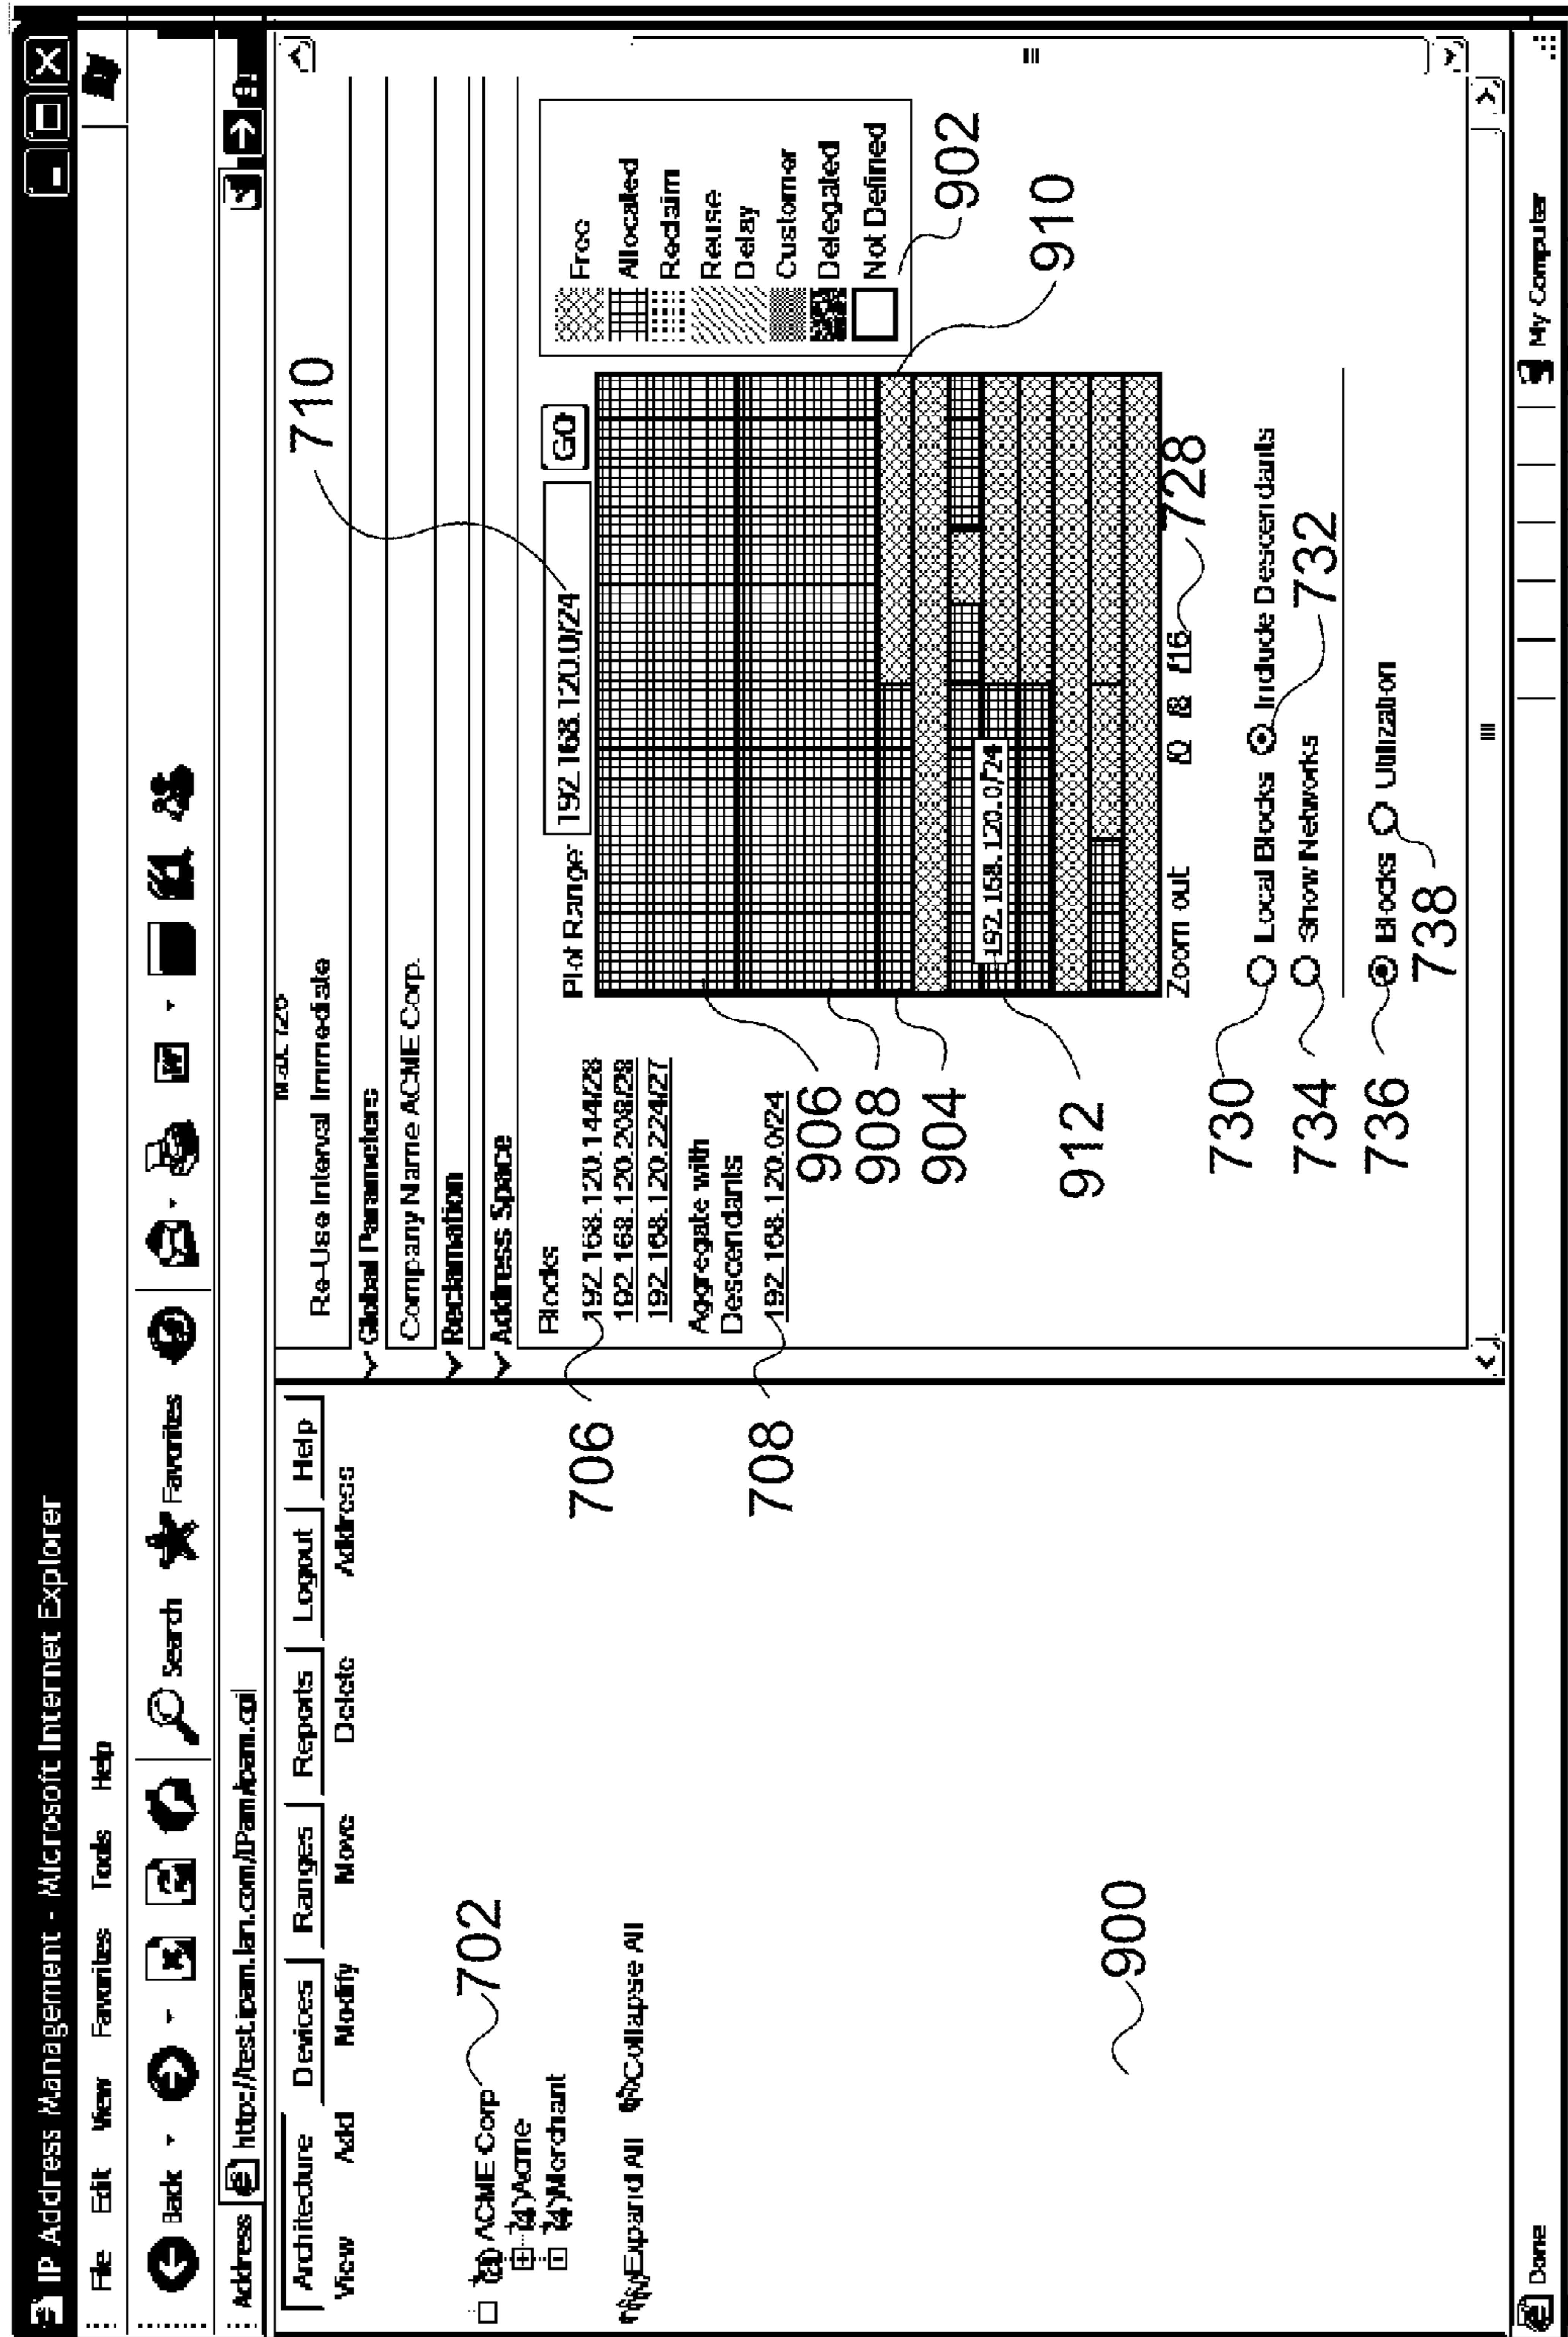 IP Address Management - Microsoft Internet Explorer
File Edit View Favorites Tools Help
Back Search Favorites
Address http://test.ipam.lan.com/IPam/ipam.cgi
Architecture Devices Ranges Reports Logout Help
View Add Modify Move Delete Address
ACME Corp 702
Acme
Merchant
Expand All Collapse All
900
Re-Use Interval Immediate
Global Parameters
Company Name ACME Corp.
Reclamation
Address Space
Blocks
706
192.168.120.144/28
192.168.120.208/28
192.168.120.224/27
Aggregate with
Descendants
708
192.168.120.0/24
906
908
904
912
710
Plot Range 192.168.120.0/24 GO
192.168.120.0/24
Zoom out /0 /8 /16
728
Free
Allocated
Reclaim
Reuse
Delay
Customer
Delegated
Not Defined
902
910
730 Local Blocks Include Descendants
734 Show Networks 732
736 Blocks Utilization
738
Done My Computer